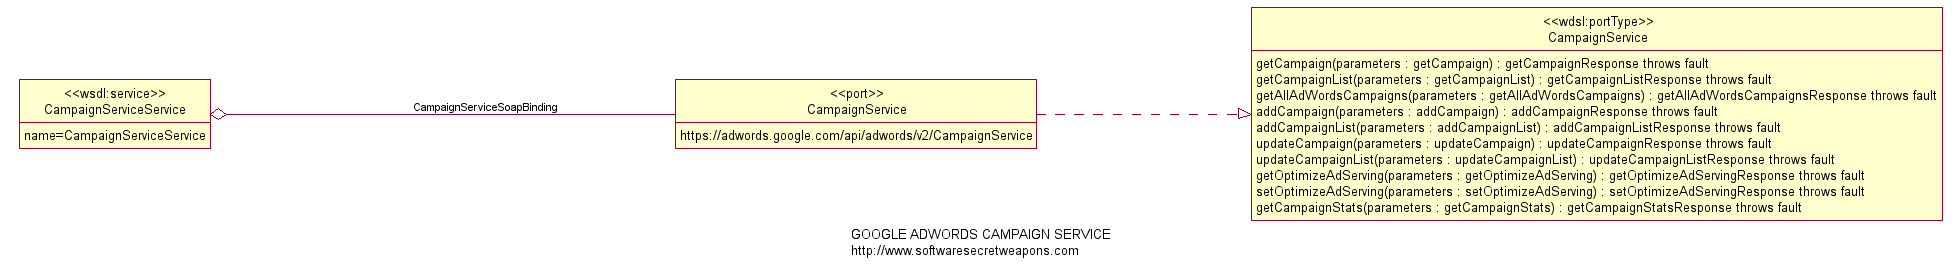 <<wsdl:service>>
CampaignServiceService
name=CampaignServiceService
CampaignServiceSoapBinding
<<port>>
CampaignService
https://adwords.google.com/api/adwords/v2/CampaignService
<<wdsl:portType>>
CampaignService
getCampaign(parameters : getCampaign) : getCampaignResponse throws fault
getCampaignList(parameters : getCampaignList) : getCampaignListResponse throws fault
getAllAdWordsCampaigns(parameters : getAllAdWordsCampaigns) : getAllAdWordsCampaignsResponse throws fault
addCampaign(parameters : addCampaign) : addCampaignResponse throws fault
addCampaignList(parameters : addCampaignList) : addCampaignListResponse throws fault
updateCampaign(parameters : updateCampaign) : updateCampaignResponse throws fault
updateCampaignList(parameters : updateCampaignList) : updateCampaignListResponse throws fault
getOptimizeAdServing(parameters : getOptimizeAdServing) : getOptimizeAdServingResponse throws fault
setOptimizeAdServing(parameters : setOptimizeAdServing) : setOptimizeAdServingResponse throws fault
getCampaignStats(parameters : getCampaignStats) : getCampaignStatsResponse throws fault
GOOGLE ADWORDS CAMPAIGN SERVICE
http://www.softwaresecretweapons.com